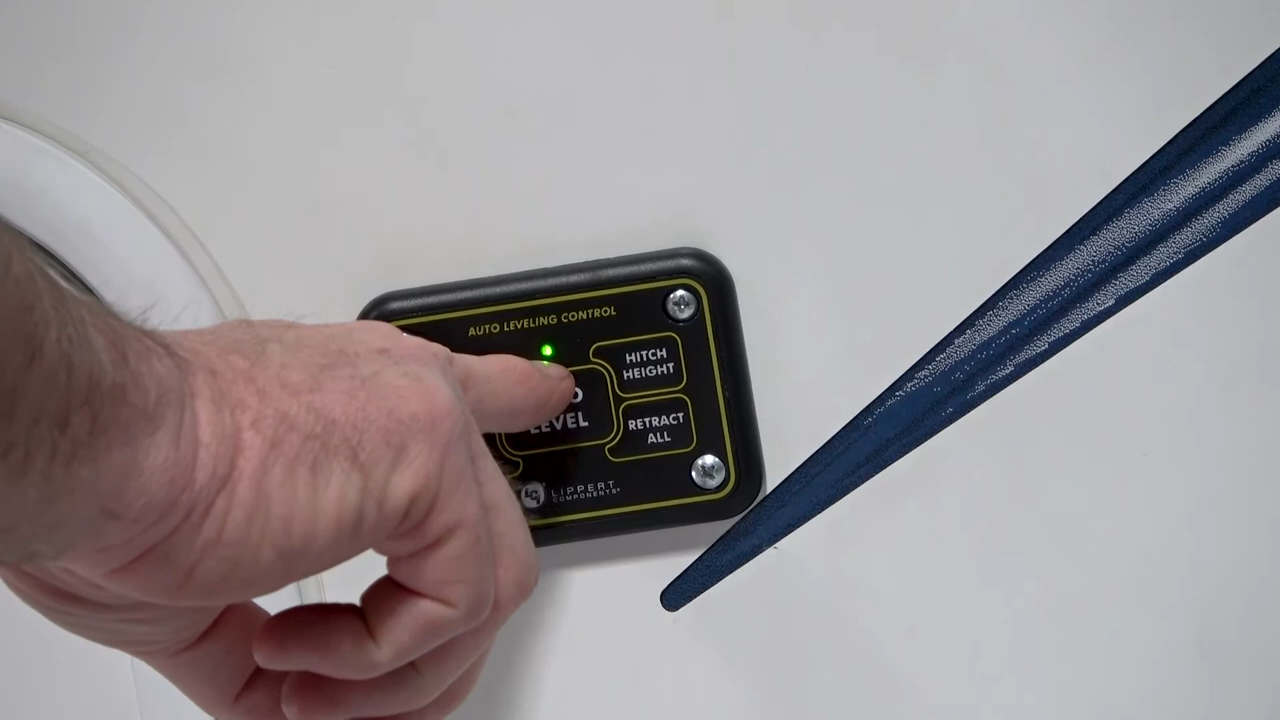 AUTO LEVELING CONTROL
HITCH
HEIGHT
LEVEL
RETRACT
ALL
LIPPERT
COMPONENTS